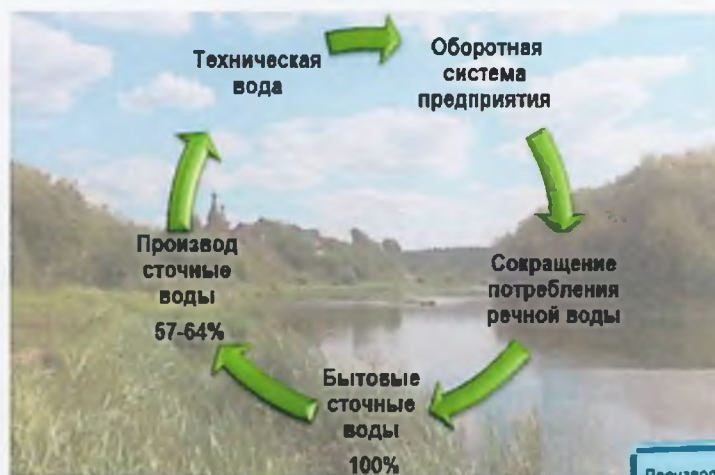 Техническая
вода
Оборотная
система
предприятия
Сокращение
потребления
речной воды
Бытовые
сточные
воды
100%
Производ
сточные
воды
57-64%